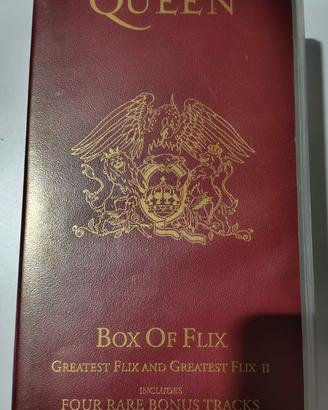 QUEEN
BOX OF FLIX
GREATEST FLIX AND GREATEST FLIX II
INCLUDES
FOUR RARE BONUS TRACKS